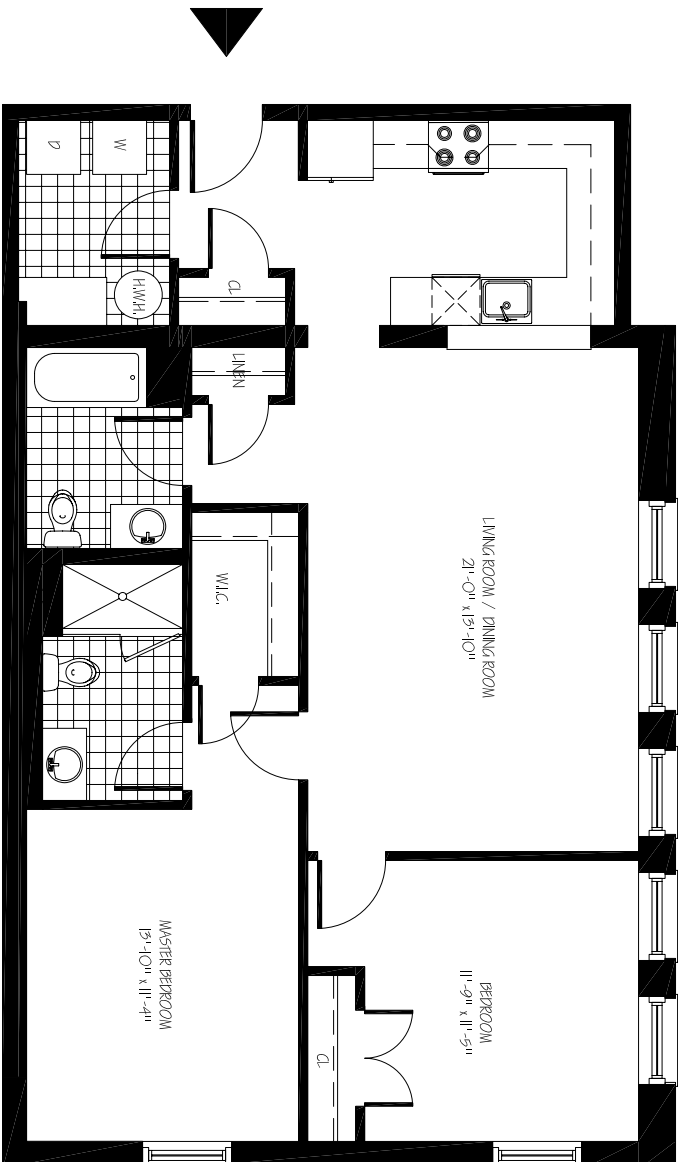 D
W
H.W.H.
CL
LINEN
W.I.C.
LIVING ROOM / DINING ROOM
21'-0" x 13'-10"
MASTER BEDROOM
13'-10" x 11'-4"
BEDROOM
11'-9" x 11'-5"
CL